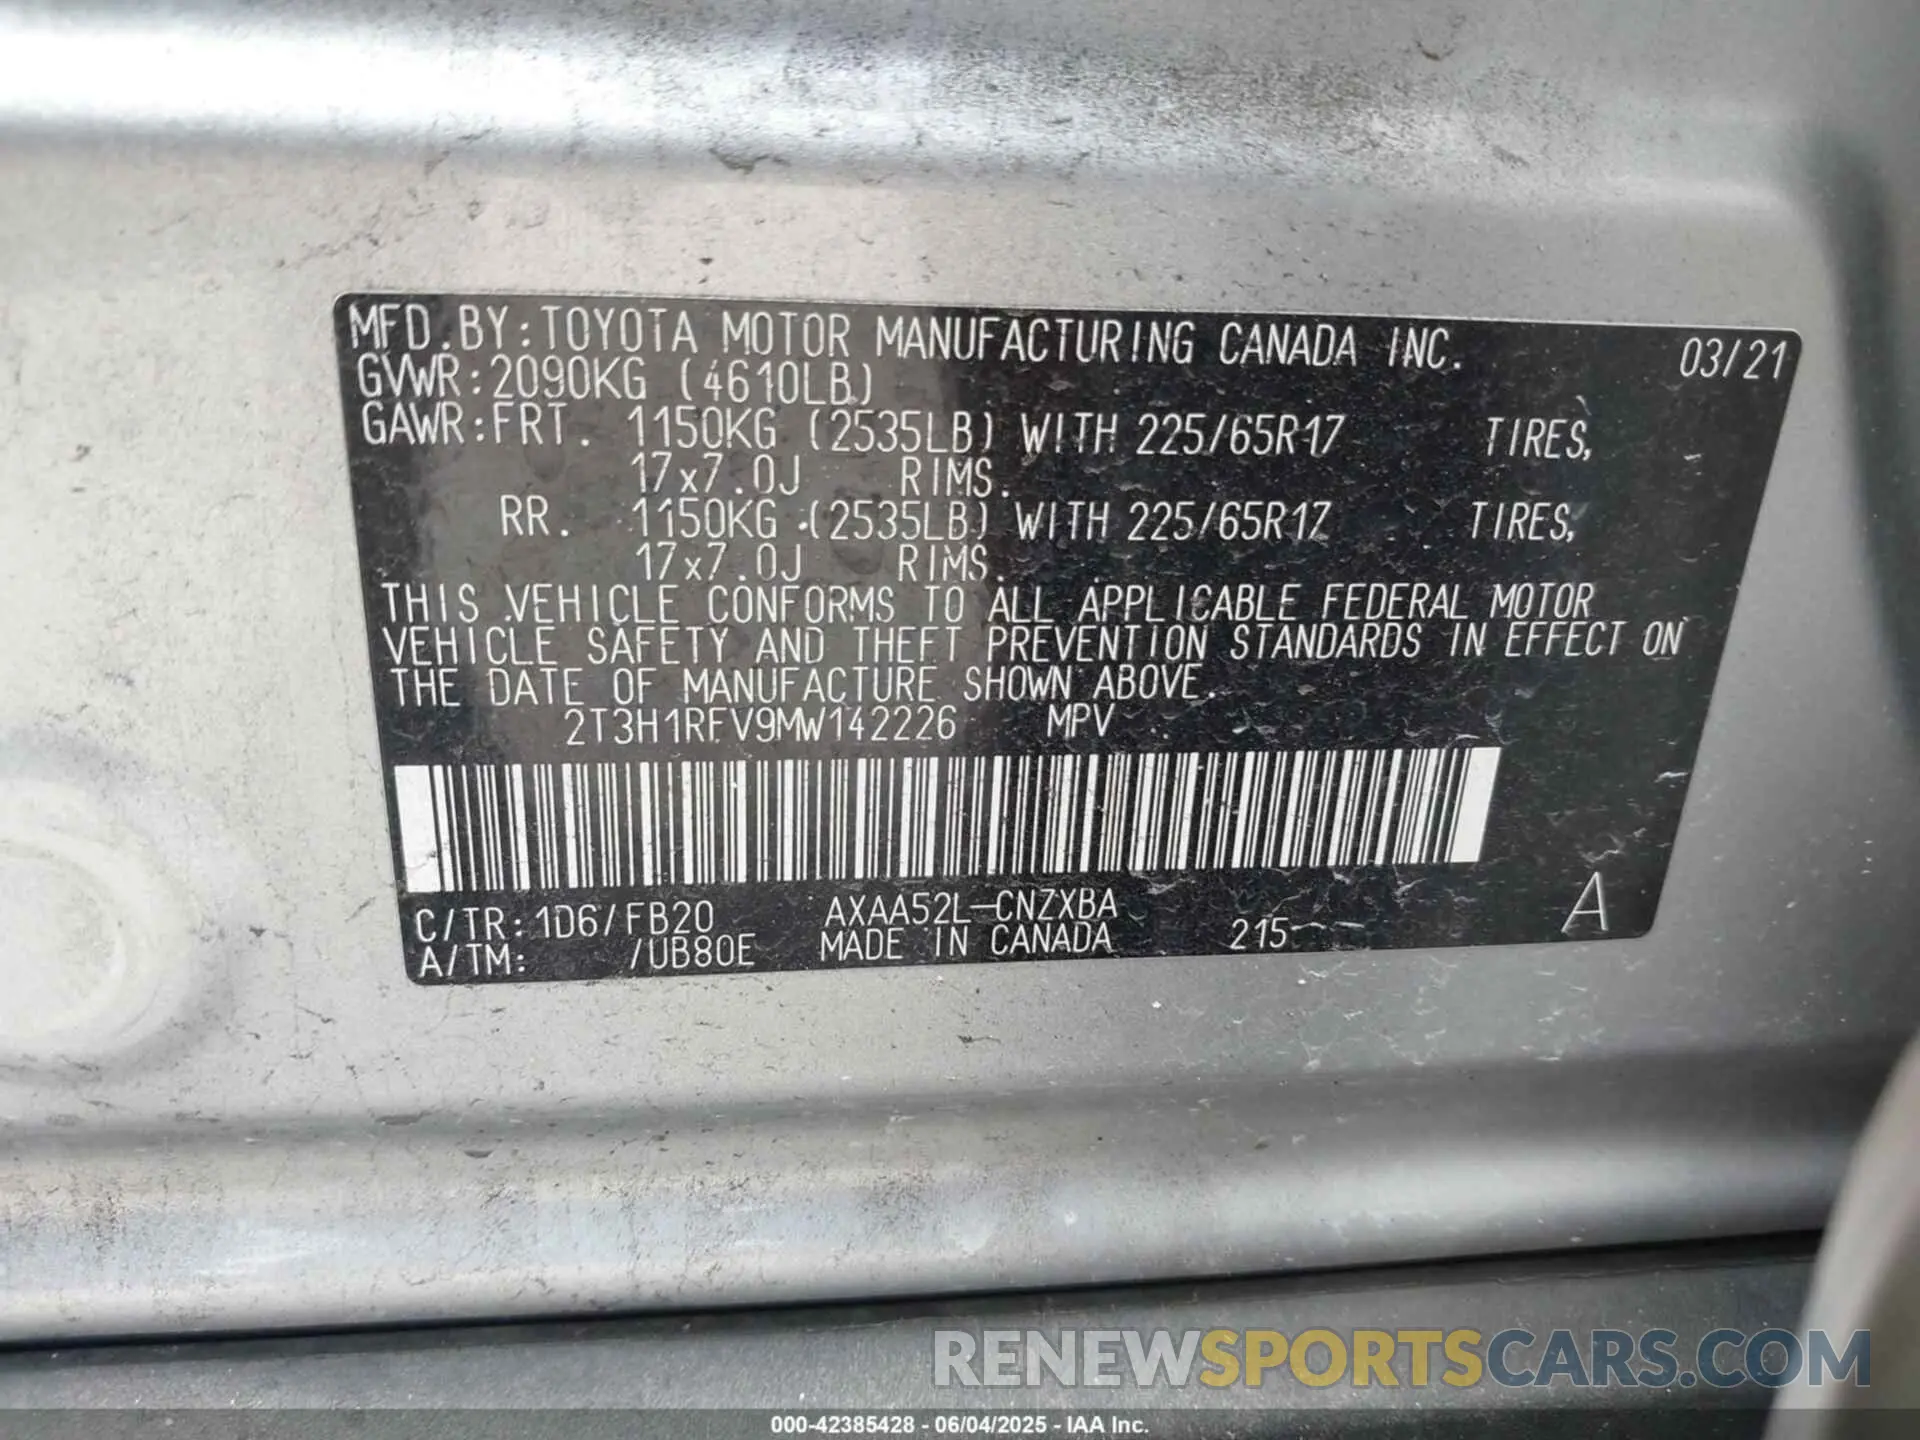 MFD.BY:TOYOTA MOTOR MANUFACTURING CANADA INC. 03/21
GVWR:2090KG (4610LB)
GAWR:FRT. 1150KG (2535LB) WITH 225/65R17 TIRES,
17x7.0J RIMS.
RR. 1150KG (2535LB) WITH 225/65R17 TIRES,
17x7.0J RIMS.
THIS VEHICLE CONFORMS TO ALL APPLICABLE FEDERAL MOTOR
VEHICLE SAFETY AND THEFT PREVENTION STANDARDS IN EFFECT ON
THE DATE OF MANUFACTURE SHOWN ABOVE.
2T3H1RFV9MW142226 MPV
C/TR:1D6/FB20 AXAA52L-CNZXBA
A/TM: /UB80E MADE IN CANADA 215 A
RENEWSPORTSCARS.COM
000-42385428 - 06/04/2025 - IAA Inc.